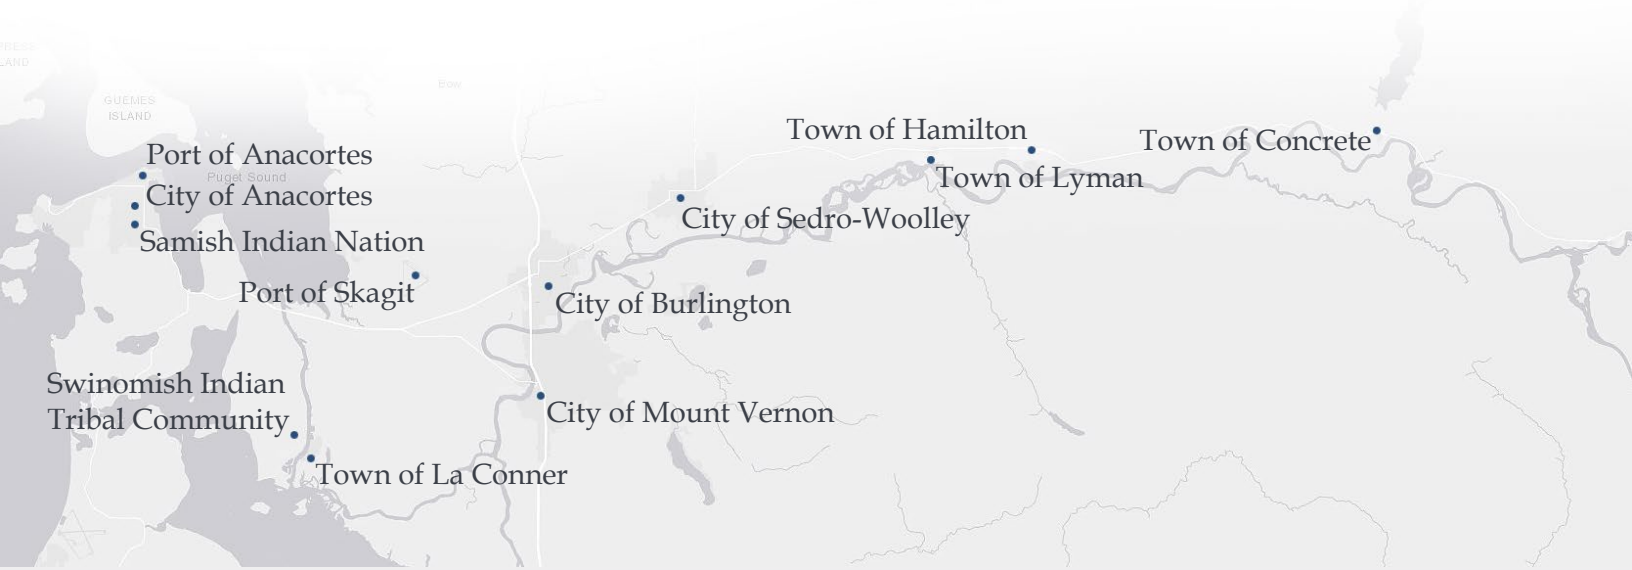 Bow
GUEMES
ISLAND
Town of Hamilton
Town of Concrete
Port of Anacortes
Puget Sound
Town of Lyman
City of Anacortes
City of Sedro-Woolley
Samish Indian Nation
Port of Skagit
City of Burlington
Swinomish Indian
Tribal Community
City of Mount Vernon
Town of La Conner